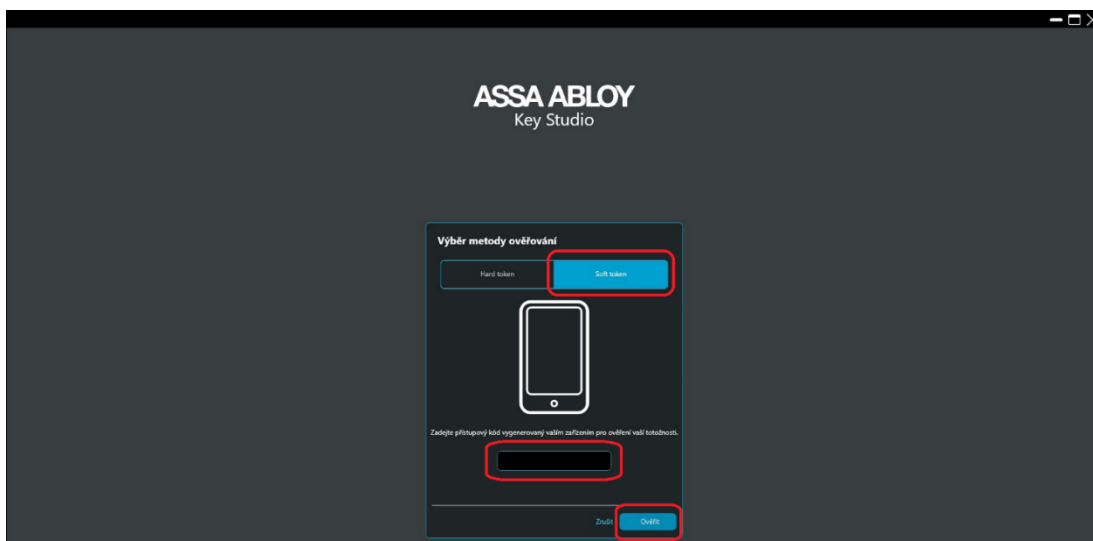 ASSA ABLOY
Key Studio
Výběr metody ověřování
Hard token
Soft token
Zadejte přístupový kód vygenerovaný vaším zařízením pro ověření vaší totožnosti.
Zrušit
Ověřit